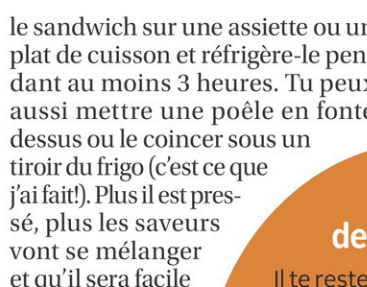 le sandwich sur une assiette ou un
plat de cuisson et réfrigère-le pen-
dant au moins 3 heures. Tu peux
aussi mettre une poêle en fonte
dessus ou le coincer sous un
tiroir du frigo (c'est ce que
j'ai fait!). Plus il est pres-
sé, plus les saveurs
vont se mélanger
et qu'il sera facile
de
Il te reste